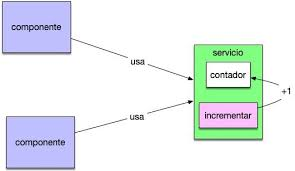 componente
servicio
usa
contador
+1
usa
incrementar
componente